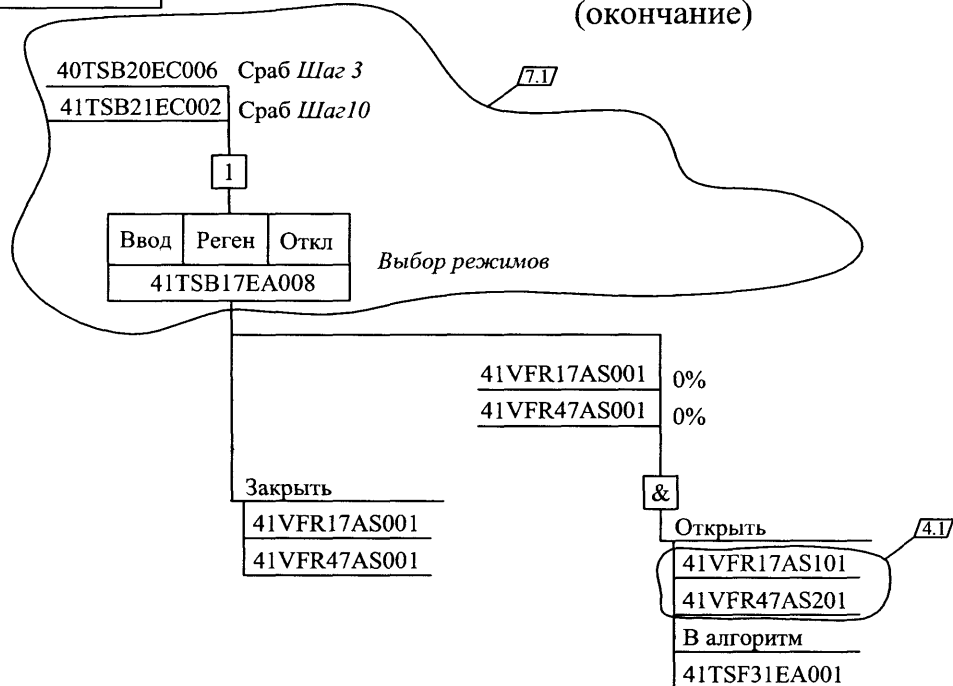 (окончание)
40TSB20EC006 Сраб Шаг 3
7.1
41TSB21EC002 Сраб Шаг10
1
Ввод Реген Откл
41TSB17EA008
Выбор режимов
41VFR17AS001 0%
41VFR47AS001 0%
Закрыть
41VFR17AS001
41VFR47AS001
&
Открыть
4.1
41VFR17AS101
41VFR47AS201
В алгоритм
41TSF31EA001